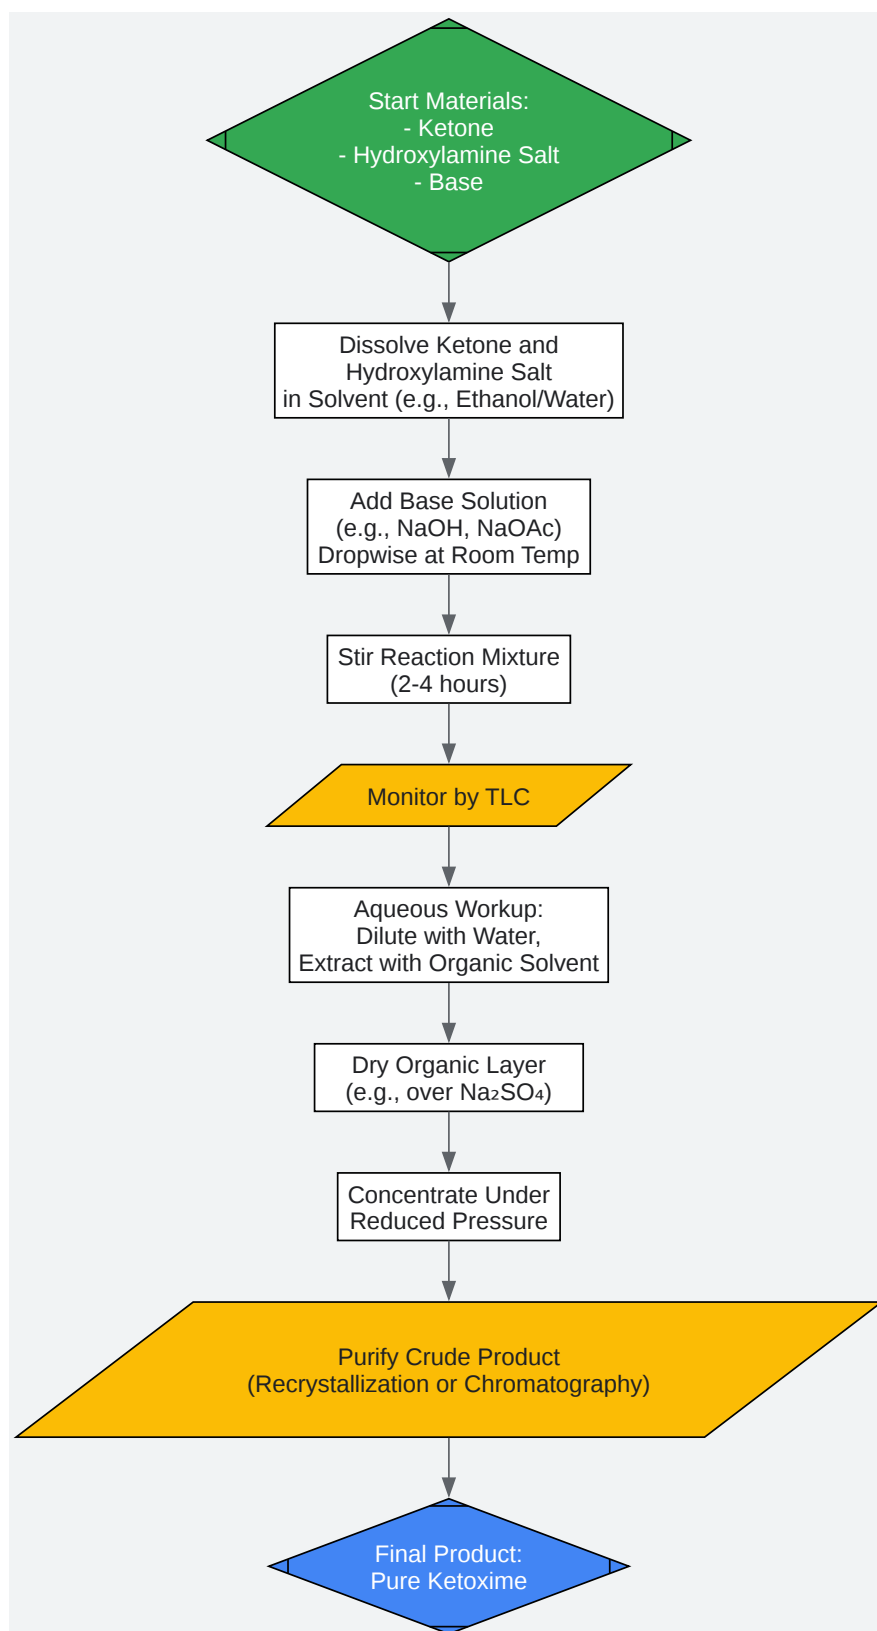 Start Materials:
- Ketone
- Hydroxylamine Salt
- Base
Dissolve Ketone and
Hydroxylamine Salt
in Solvent (e.g., Ethanol/Water)
Add Base Solution
(e.g., NaOH, NaOAc)
Dropwise at Room Temp
Stir Reaction Mixture
(2-4 hours)
Monitor by TLC
Aqueous Workup:
Dilute with Water,
Extract with Organic Solvent
Dry Organic Layer
(e.g., over Na₂SO₄)
Concentrate Under
Reduced Pressure
Purify Crude Product
(Recrystallization or Chromatography)
Final Product:
Pure Ketoxime